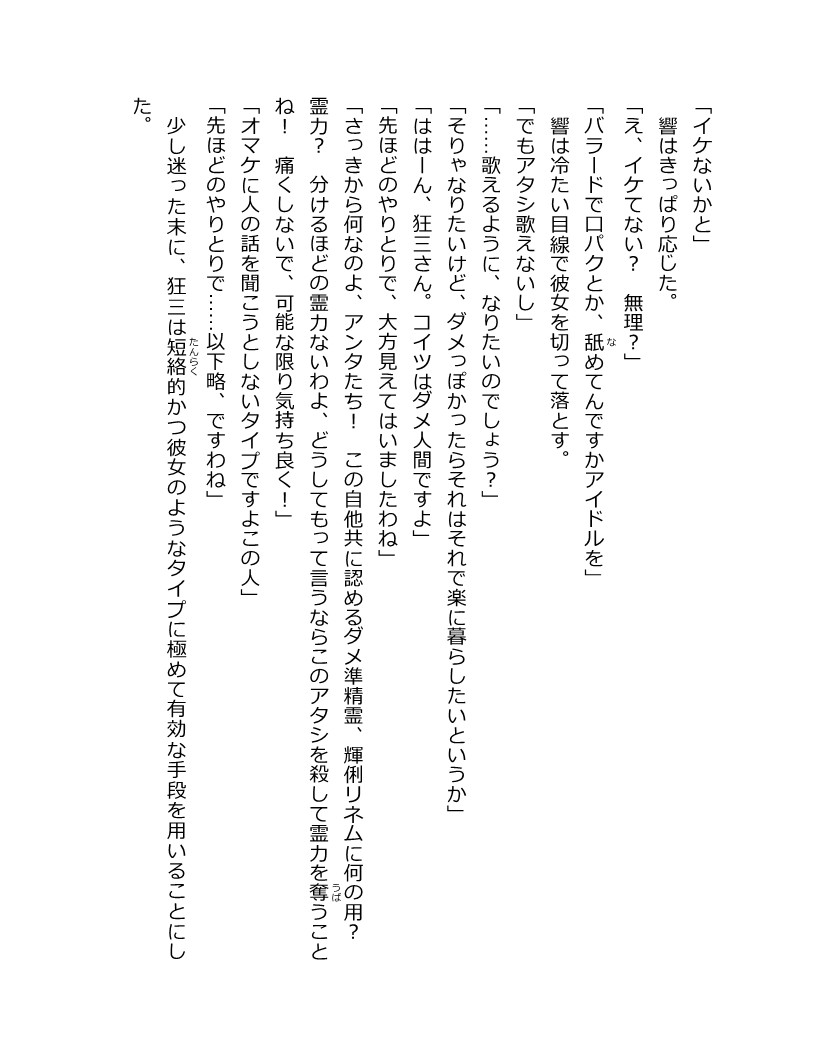 「イケないかと」
　響はきっぱり応じた。
「え、イケてない？　無理？」
「バラードで口パクとか、舐めてんですかアイドルを」
　響は冷たい目線で彼女を切って落とす。
「でもアタシ歌えないし」
「……歌えるように、なりたいのでしょう？」
「そりゃなりたいけど、ダメっぽかったらそれはそれで楽に暮らしたいというか」
「ははーん、狂三さん。コイツはダメ人間ですよ」
「先ほどのやりとりで、大方見えてはいましたわね」
「さっきから何なのよ、アンタたち！　この自他共に認めるダメ準精霊、輝俐リネムに何の用？
霊力？　分けるほどの霊力ないわよ、どうしてもって言うならこのアタシを殺して霊力を奪うこと
ね！　痛くしないで、可能な限り気持ち良く！」
「オマケに人の話を聞こうとしないタイプですよこの人」
「先ほどのやりとりで……以下略、ですわね」
　少し迷った末に、狂三は短絡的かつ彼女のようなタイプに極めて有効な手段を用いることにし
た。